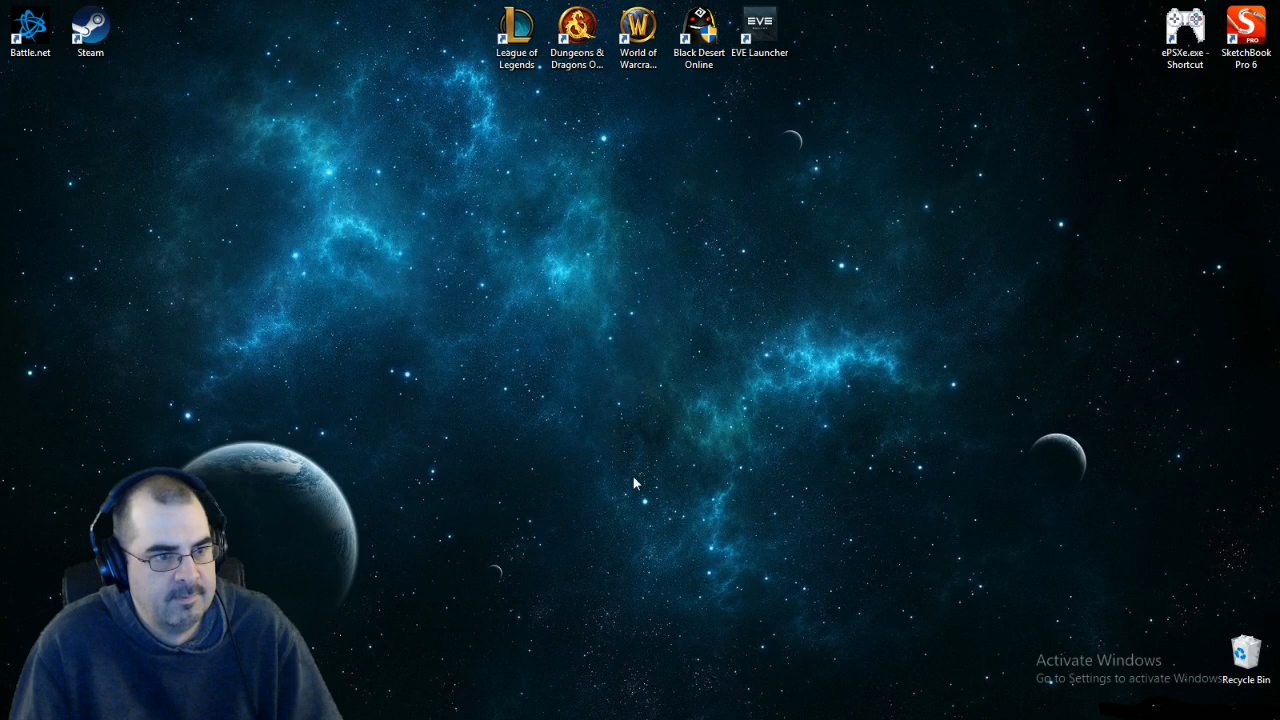 Battle.net
Steam
League of
Legends
Dungeons &
Dragons O...
World of
Warcra...
Black Desert
Online
EVE
EVE Launcher
ePSXe.exe -
Shortcut
PRO
SketchBook
Pro 6
Activate Windows
Go to Settings to activate Windows.
Recycle Bin